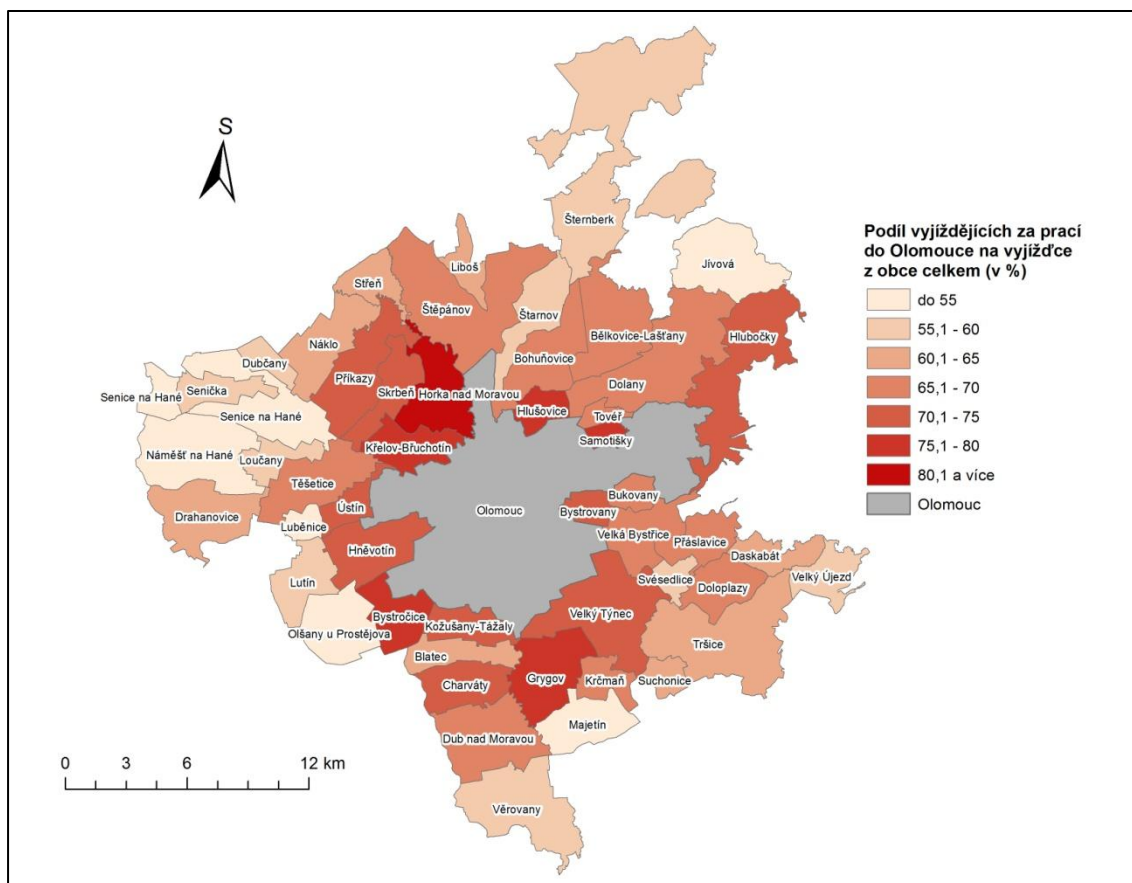 S
Šternberk
Jívová
Podíl vyjíždějících za prací
do Olomouce na vyjížďce
z obce celkem (v %)
do 55
55,1 - 60
60,1 - 65
65,1 - 70
70,1 - 75
75,1 - 80
80,1 a více
Olomouc
Liboš
Střeň
Štěpánov
Štarnov
Hlubočky
Bělkovice-Lašťany
Náklo
Bohuňovice
Dubčany
Příkazy
Dolany
Senička
Skrbeň
Horka nad Moravou
Senice na Hané
Hlušovice
Tovéř
Senice na Hané
Samotišky
Křelov-Břuchotín
Náměšť na Hané
Loučany
Těšetice
Bukovany
Ústín
Olomouc
Bystrovany
Drahanovice
Luběnice
Velká Bystřice
Přáslavice
Hněvotín
Daskabát
Svésedlice
Velký Újezd
Lutín
Doloplazy
Velký Týnec
Bystročice
Kožušany-Tážaly
Olšany u Prostějova
Tršice
Blatec
Grygov
Krčmaň
Suchonice
Charváty
Majetín
Dub nad Moravou
0 3 6 12 km
Věrovany